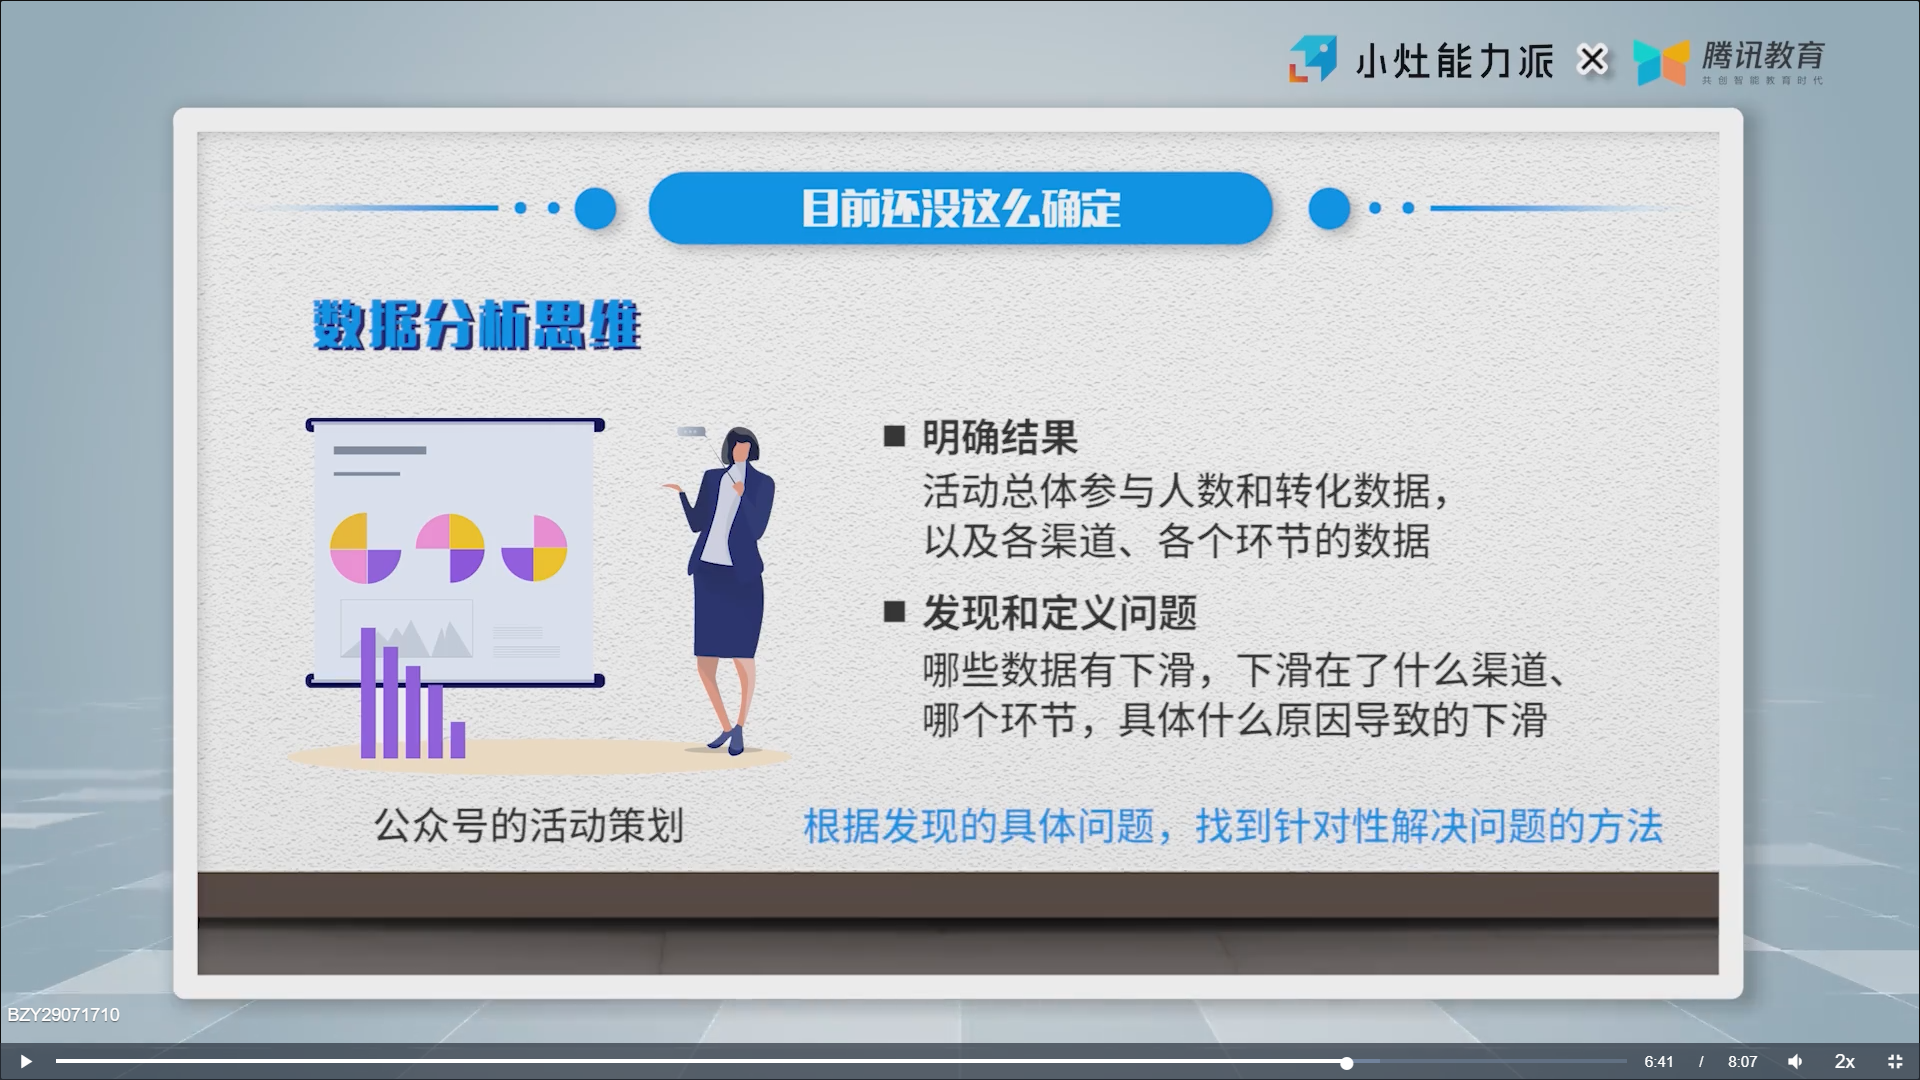 小灶能力派
腾讯教育
共创智能教育时代
目前还没这么确定
数据分析思维
■ 明确结果
活动总体参与人数和转化数据，
以及各渠道、各个环节的数据
■ 发现和定义问题
哪些数据有下滑，下滑在了什么渠道、
哪个环节，具体什么原因导致的下滑
公众号的活动策划
根据发现的具体问题，找到针对性解决问题的方法
BZY29071710
6:41 / 8:07 2x